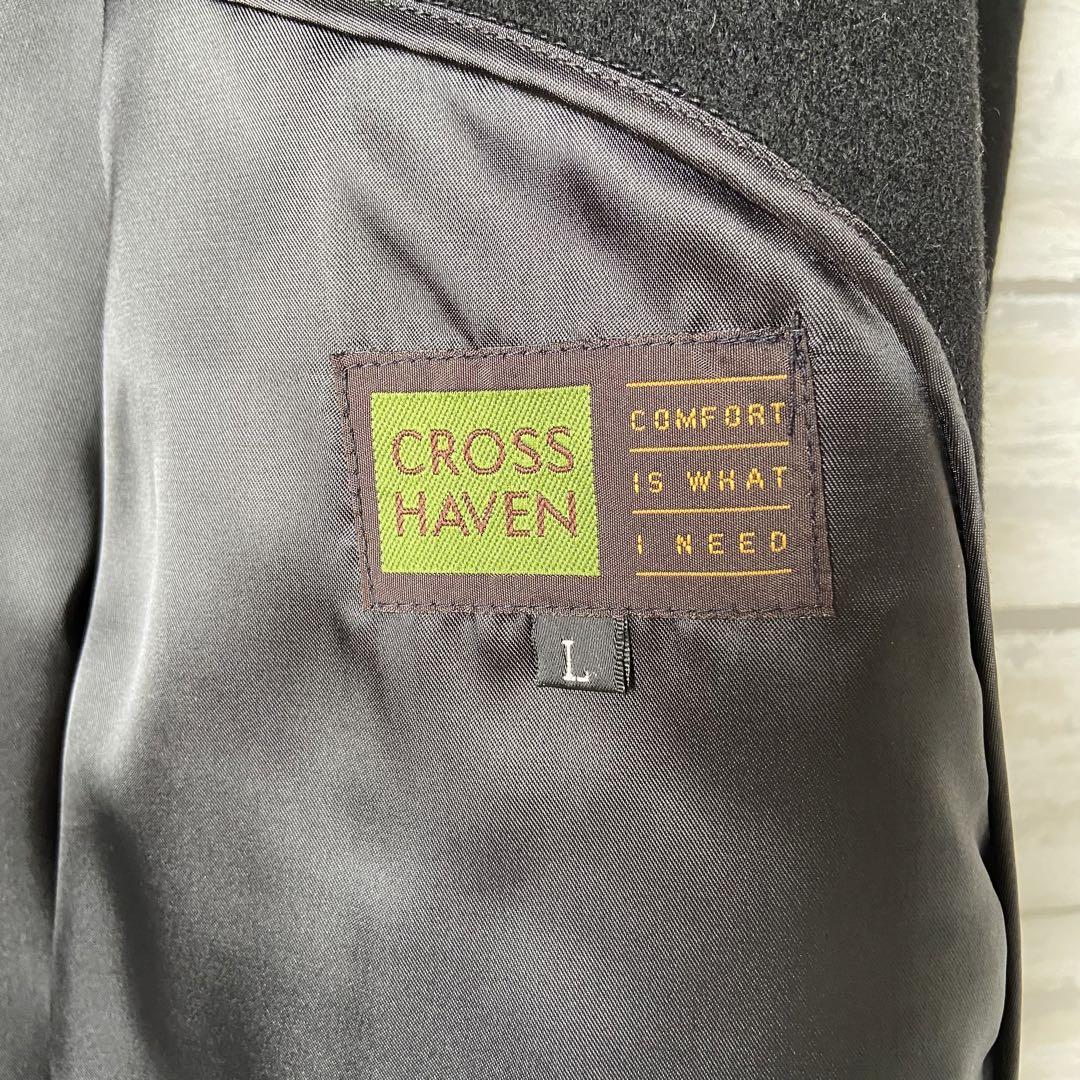 CROSS
HAVEN
COMFORT
IS WHAT
I NEED
L